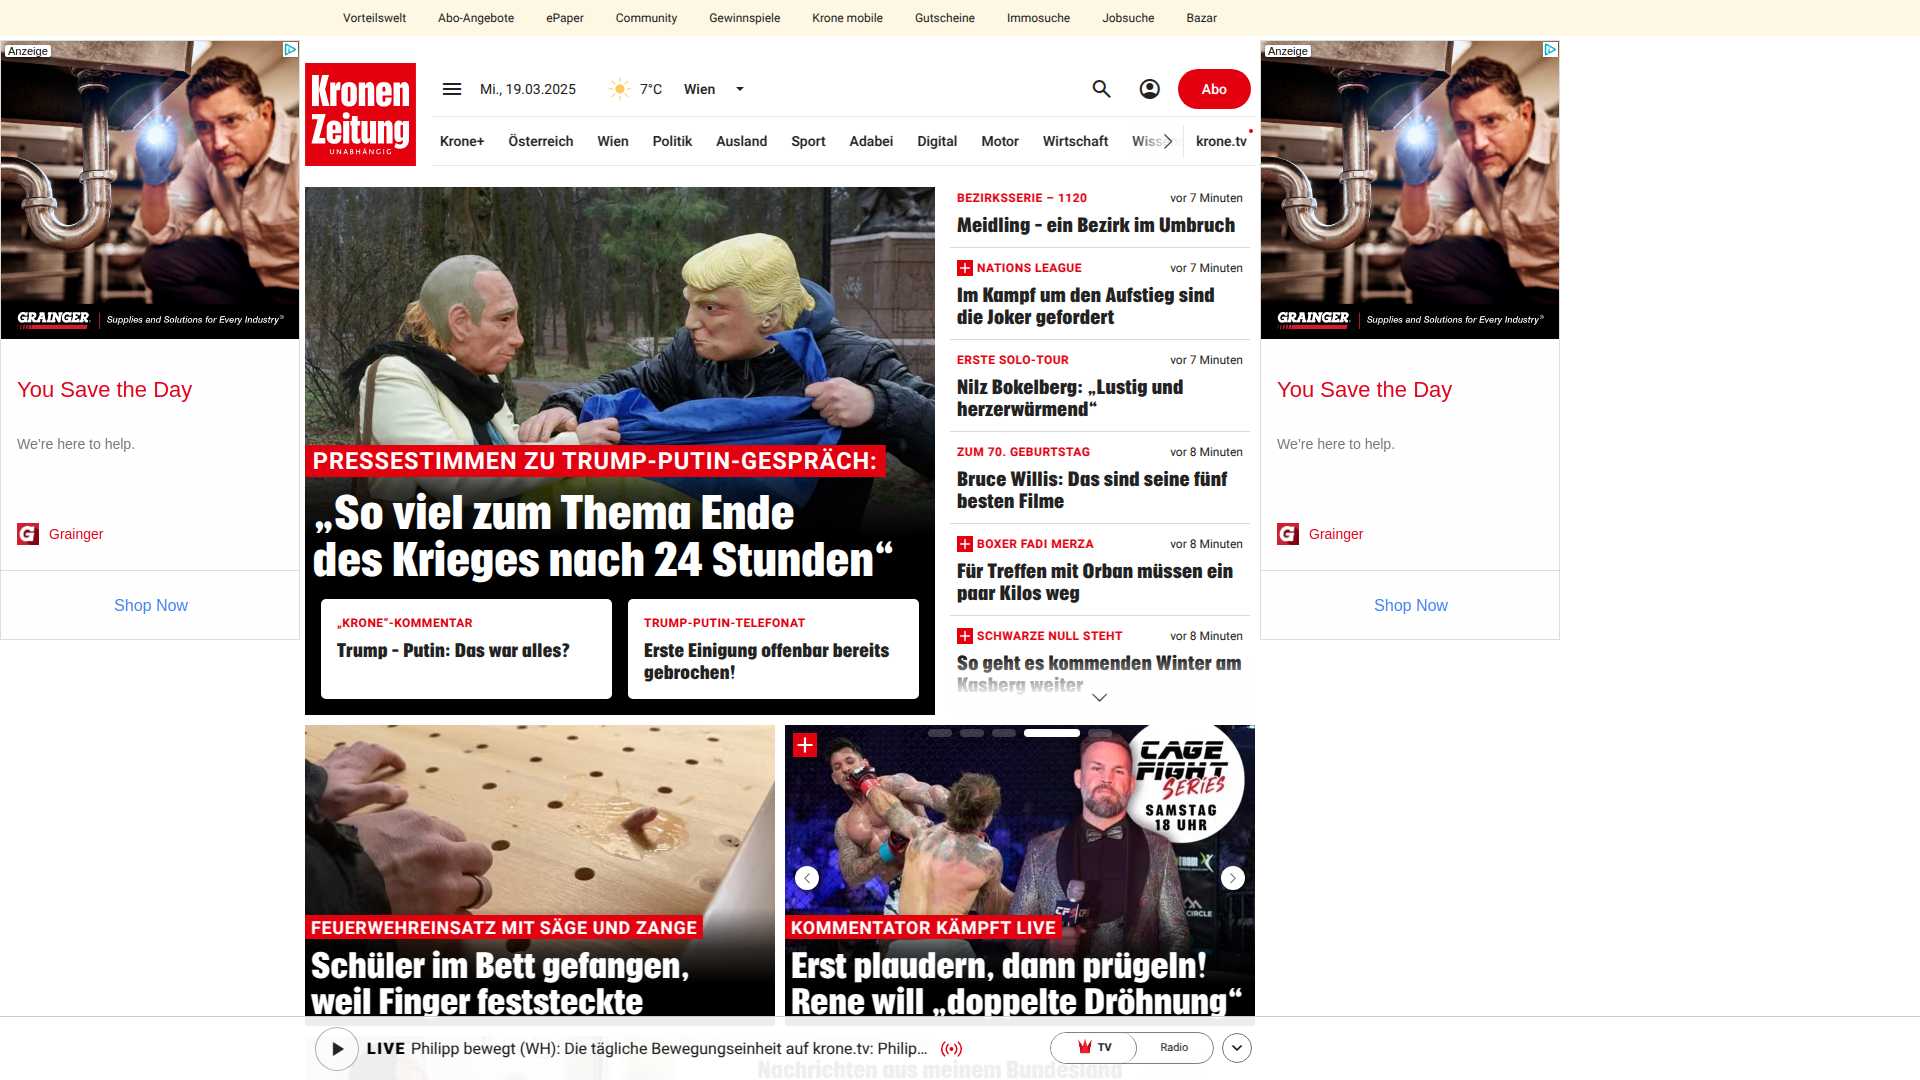 Vorteilswelt Abo-Angebote ePaper Community Gewinnspiele Krone mobile Gutscheine Immosuche Jobsuche Bazar
Anzeige
GRAINGER Supplies and Solutions for Every Industry®
You Save the Day
We're here to help.
Grainger
Shop Now
Kronen
Zeitung
UNABHÄNGIG
Mi., 19.03.2025 7°C Wien
Abo
Krone+ Österreich Wien Politik Ausland Sport Adabei Digital Motor Wirtschaft krone.tv
PRESSESTIMMEN ZU TRUMP-PUTIN-GESPRÄCH:
„So viel zum Thema Ende
des Krieges nach 24 Stunden“
„KRONE“-KOMMENTAR
Trump – Putin: Das war alles?
TRUMP-PUTIN-TELEFONAT
Erste Einigung offenbar bereits
gebrochen!
BEZIRKSSERIE – 1120 vor 7 Minuten
Meidling – ein Bezirk im Umbruch
NATIONS LEAGUE vor 7 Minuten
Im Kampf um den Aufstieg sind
die Joker gefordert
ERSTE SOLO-TOUR vor 7 Minuten
Nilz Bokelberg: „Lustig und
herzerwärmend“
ZUM 70. GEBURTSTAG vor 8 Minuten
Bruce Willis: Das sind seine fünf
besten Filme
BOXER FADI MERZA vor 8 Minuten
Für Treffen mit Orban müssen ein
paar Kilos weg
SCHWARZE NULL STEHT vor 8 Minuten
So geht es kommenden Winter am
Kasberg weiter
Anzeige
GRAINGER Supplies and Solutions for Every Industry®
You Save the Day
We're here to help.
Grainger
Shop Now
FEUERWEHREINSATZ MIT SÄGE UND ZANGE
Schüler im Bett gefangen,
weil Finger feststeckte
CAGE
FIGHT
SERIES
SAMSTAG
18 UHR
CIRCLE
KOMMENTATOR KÄMPFT LIVE
Erst plaudern, dann prügeln!
Rene will „doppelte Dröhnung“
LIVE Philipp bewegt (WH): Die tägliche Bewegungseinheit auf krone.tv: Philip...
TV Radio
Nachrichten aus meinem Bundesland